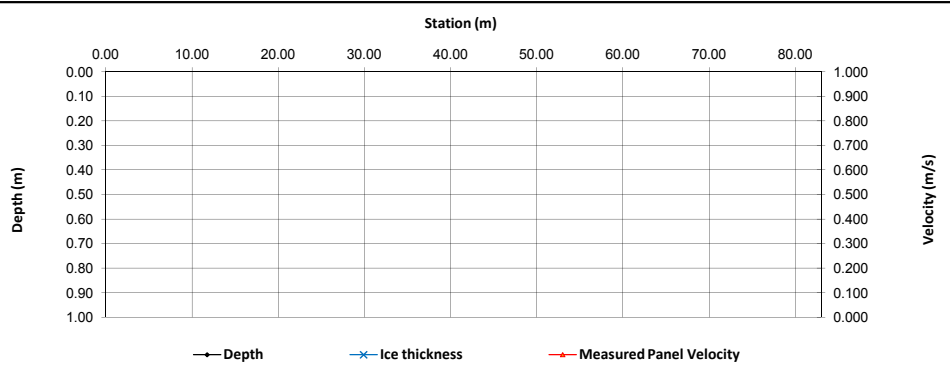 Station (m)
0.00 10.00 20.00 30.00 40.00 50.00 60.00 70.00 80.00
0.00 1.000
0.10 0.900
0.20 0.800
0.30 0.700
0.40 0.600
0.50 0.500
0.60 0.400
0.70 0.300
0.80 0.200
0.90 0.100
1.00 0.000
Depth (m)
Velocity (m/s)
Depth Ice thickness Measured Panel Velocity